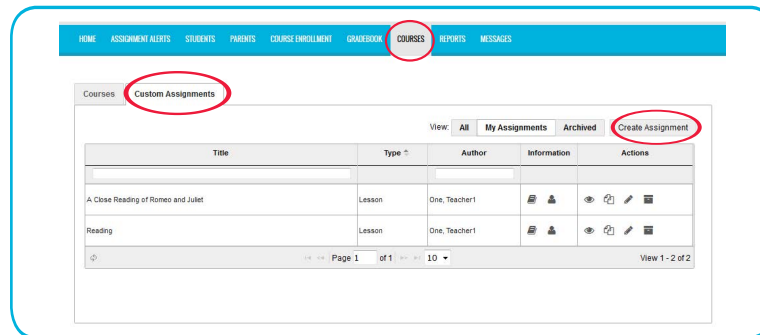 HOME ASSIGNMENT ALERTS STUDENTS PARENTS COURSE ENROLLMENT GRADEBOOK COURSES REPORTS MESSAGES
Courses Custom Assignments
View: All My Assignments Archived Create Assignment
Title Type Author Information Actions
A Close Reading of Romeo and Juliet Lesson One, Teacher1
Reading Lesson One, Teacher1
Page 1 of 1 10 View 1 - 2 of 2